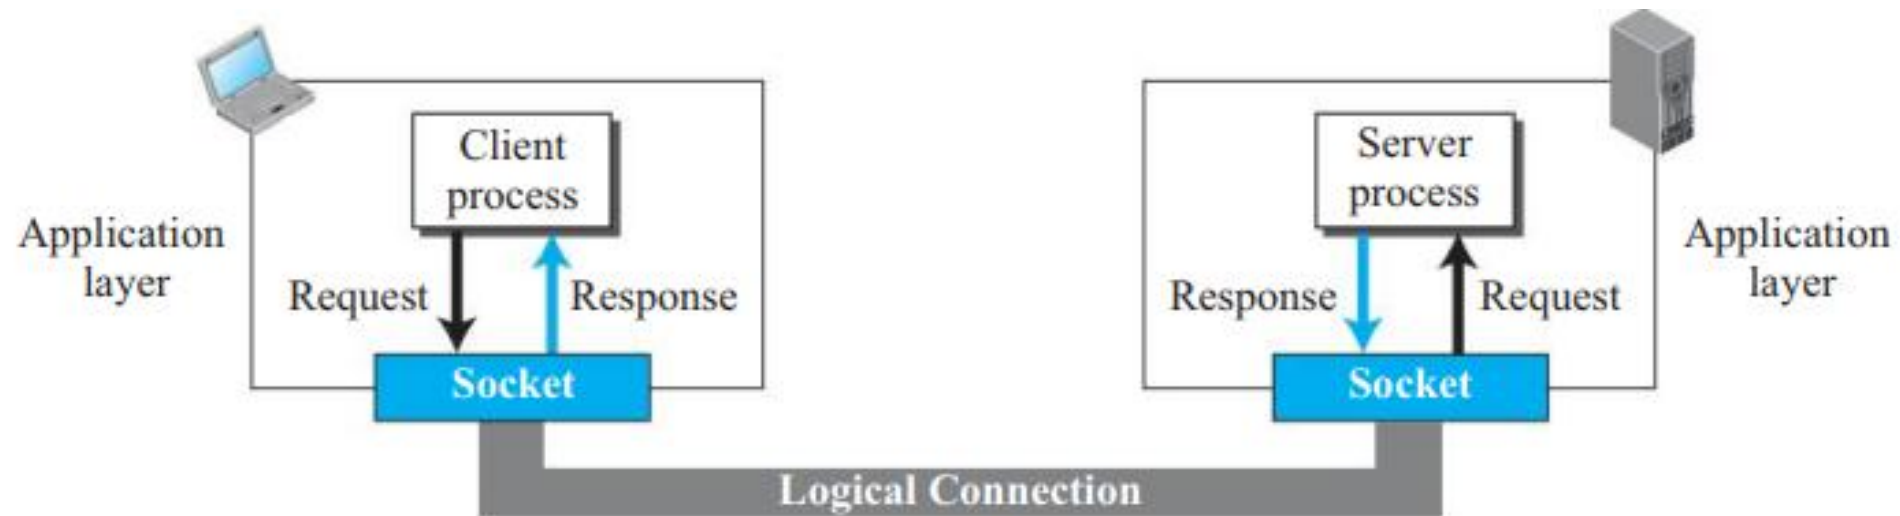 Client
process
Application
layer
Request
Response
Socket
Server
process
Application
layer
Response
Request
Socket
Logical Connection